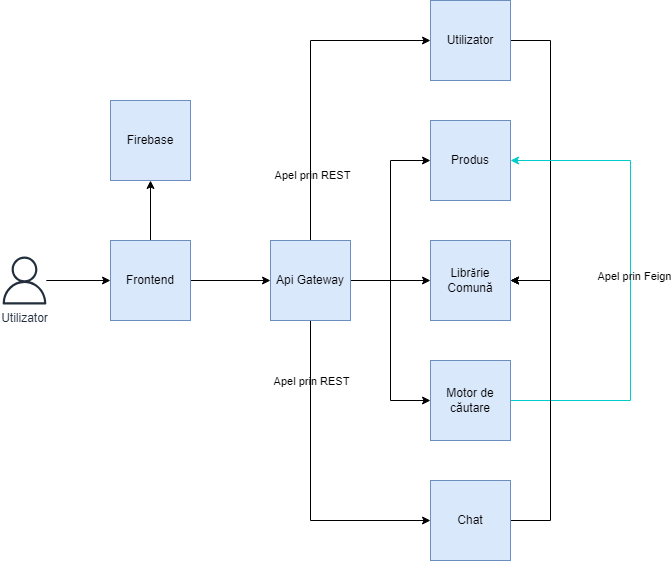 Utilizator
Firebase
Produs
Apel prin REST
Utilizator
Frontend
Api Gateway
Librărie
Comună
Apel prin Feign
Apel prin REST
Motor de
căutare
Chat